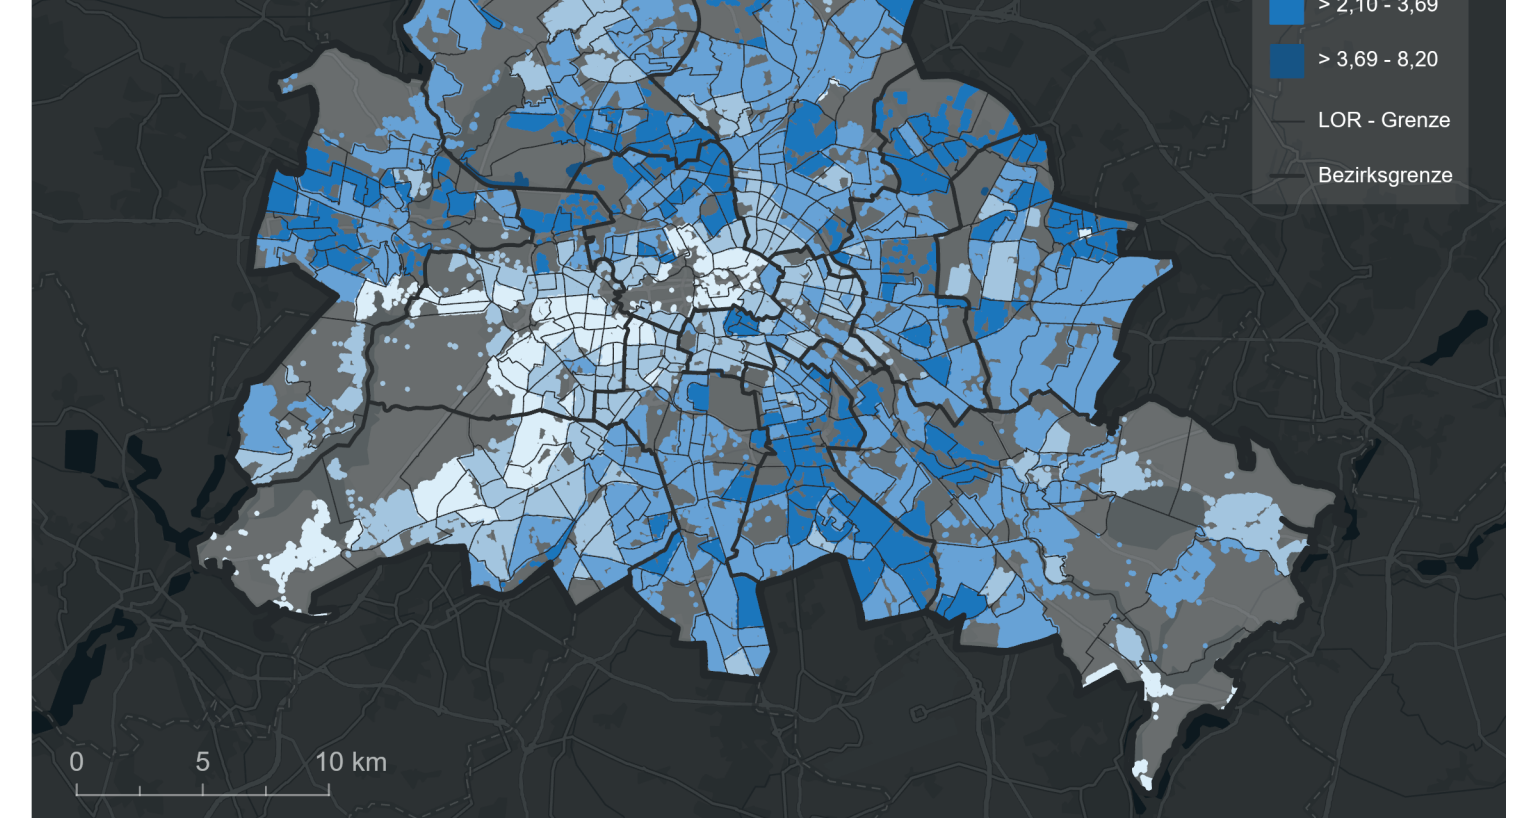 > 2,10 - 3,69
> 3,69 - 8,20
LOR - Grenze
Bezirksgrenze
0 5 10 km